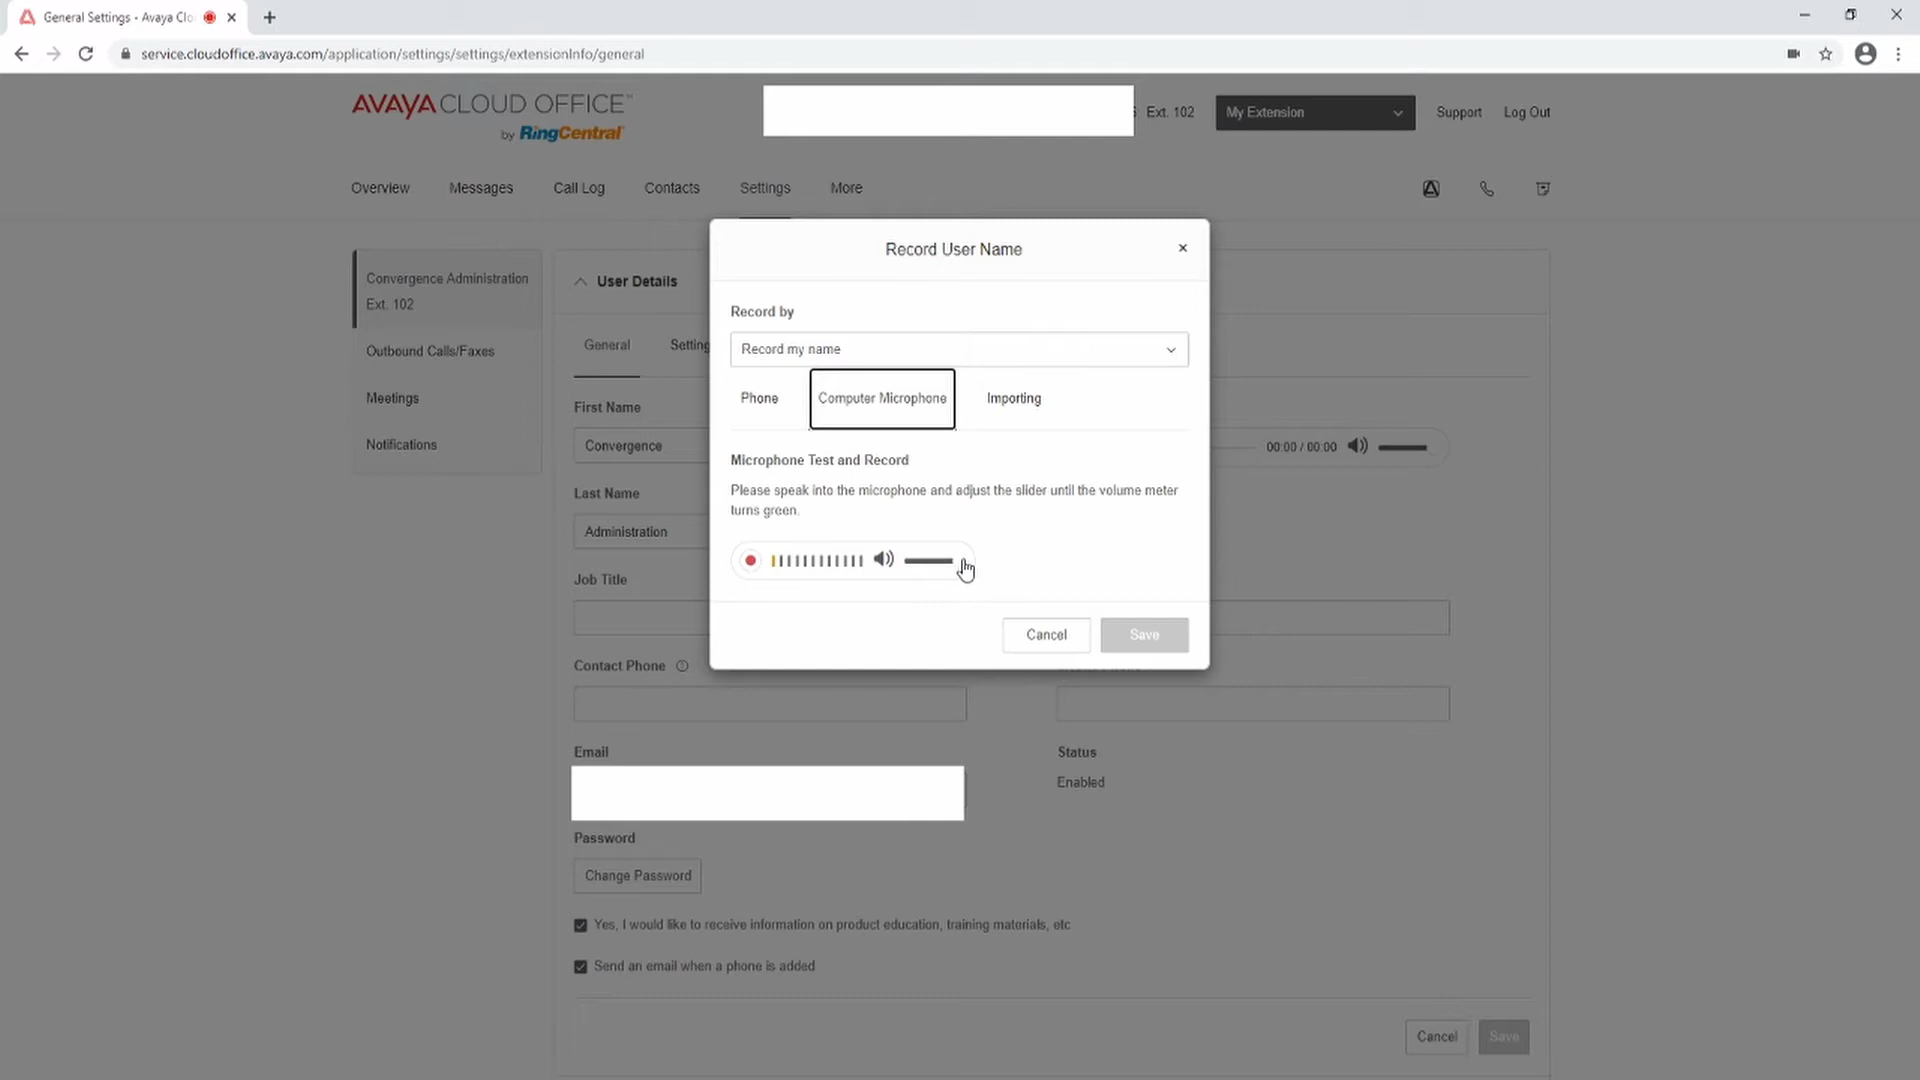 General Settings - Avaya Clo
service.cloudoffice.avaya.com/application/settings/settings/extensionInfo/general
AVAYA CLOUD OFFICE™
by RingCentral
Ext. 102
My Extension
Support
Log Out
Overview
Messages
Call Log
Contacts
Settings
More
Record User Name
Convergence Administration
Ext. 102
Outbound Calls/Faxes
Meetings
Notifications
User Details
General
Setting
First Name
Convergence
Last Name
Administration
Job Title
Contact Phone
Record by
Record my name
Phone
Computer Microphone
Importing
Microphone Test and Record
Please speak into the microphone and adjust the slider until the volume meter
turns green.
Cancel
Save
00:00 / 00:00
Email
Status
Enabled
Password
Change Password
Yes, I would like to receive information on product education, training materials, etc
Send an email when a phone is added
Cancel
Save